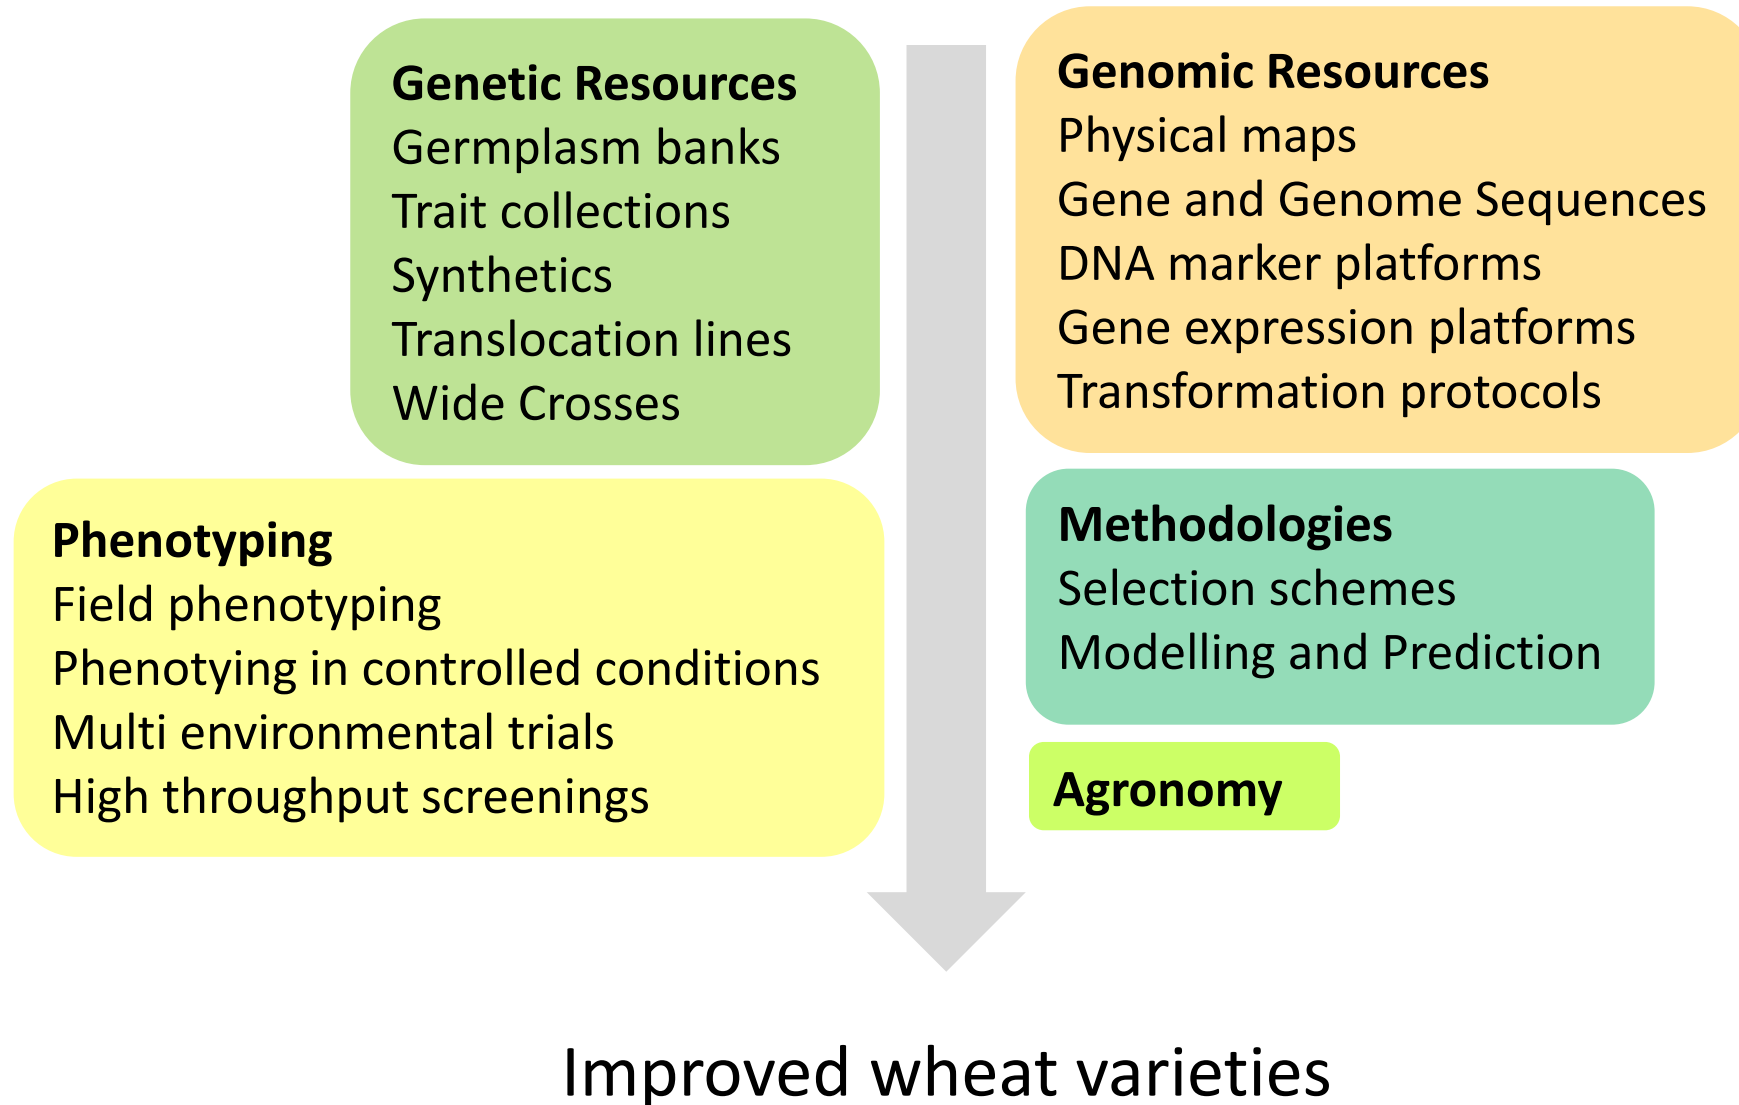 Genetic Resources
Germplasm banks
Trait collections
Synthetics
Translocation lines
Wide Crosses
Genomic Resources
Physical maps
Gene and Genome Sequences
DNA marker platforms
Gene expression platforms
Transformation protocols
Phenotyping
Field phenotyping
Phenotying in controlled conditions
Multi environmental trials
High throughput screenings
Methodologies
Selection schemes
Modelling and Prediction
Agronomy
Improved wheat varieties